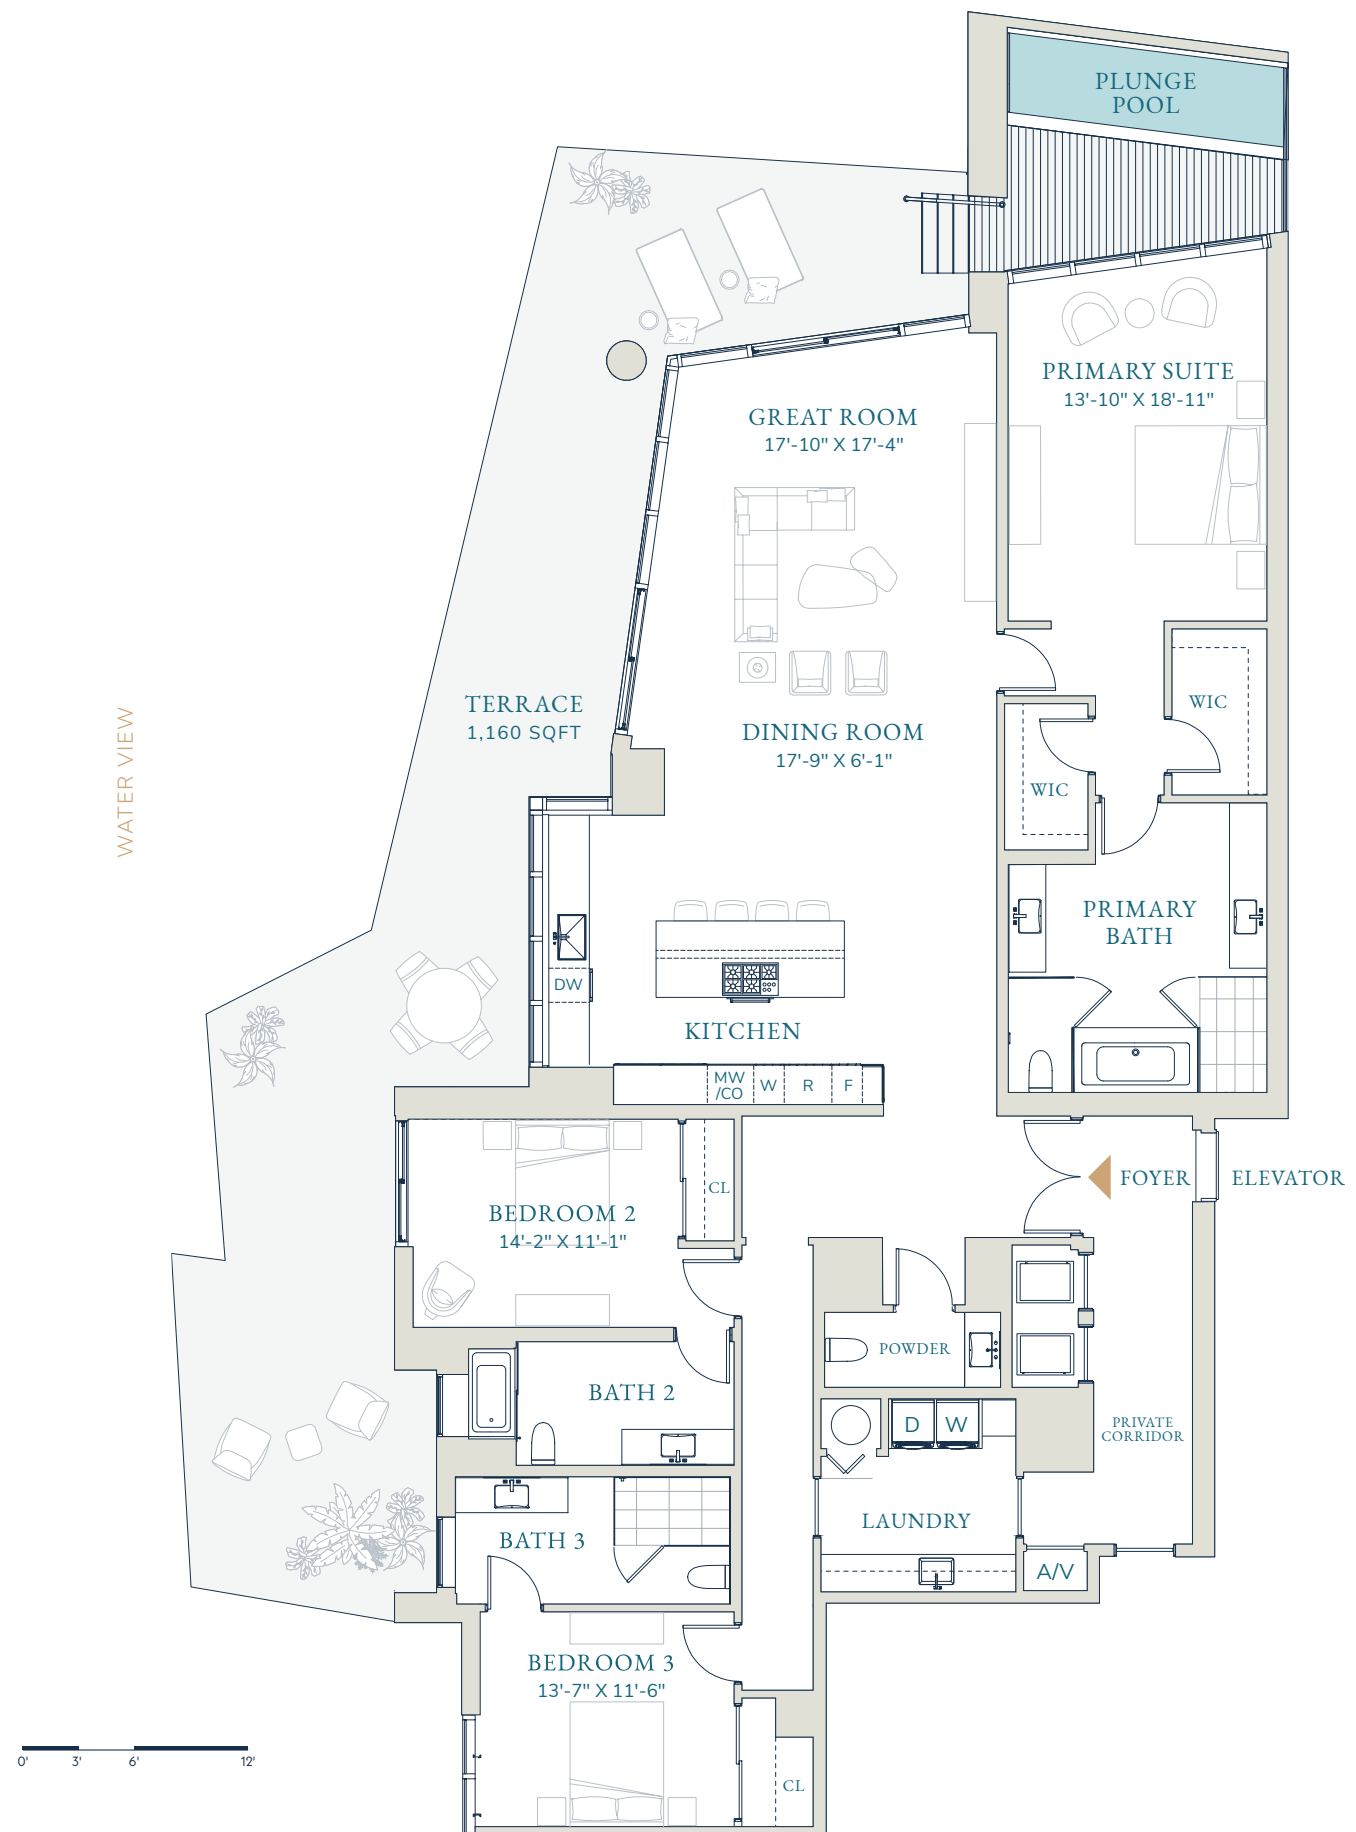 PLUNGE
POOL
PRIMARY SUITE
13'-10" X 18'-11"
GREAT ROOM
17'-10" X 17'-4"
TERRACE
1,160 SQFT
WATER VIEW
DINING ROOM
17'-9" X 6'-1"
WIC
WIC
PRIMARY
BATH
DW
KITCHEN
MW
/CO
W
R
F
FOYER
ELEVATOR
CL
BEDROOM 2
14'-2" X 11'-1"
POWDER
BATH 2
D
W
PRIVATE
CORRIDOR
LAUNDRY
BATH 3
A/V
BEDROOM 3
13'-7" X 11'-6"
CL
0'
3'
6'
12'